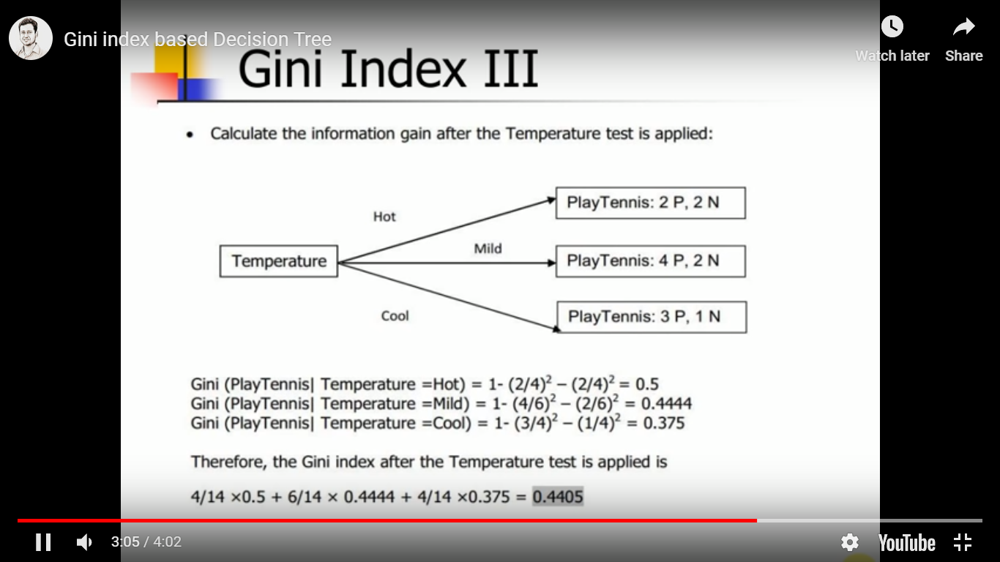 Gini index based Decision Tree
Watch later
Share
Gini Index III
• Calculate the information gain after the Temperature test is applied:
Hot
PlayTennis: 2 P, 2 N
Mild
Temperature
PlayTennis: 4 P, 2 N
Cool
PlayTennis: 3 P, 1 N
Gini (PlayTennis| Temperature =Hot) = 1- (2/4)² – (2/4)² = 0.5
Gini (PlayTennis| Temperature =Mild) = 1- (4/6)² – (2/6)² = 0.4444
Gini (PlayTennis| Temperature =Cool) = 1- (3/4)² – (1/4)² = 0.375
Therefore, the Gini index after the Temperature test is applied is
4/14 ×0.5 + 6/14 × 0.4444 + 4/14 ×0.375 = 0.4405
3:05 / 4:02
YouTube